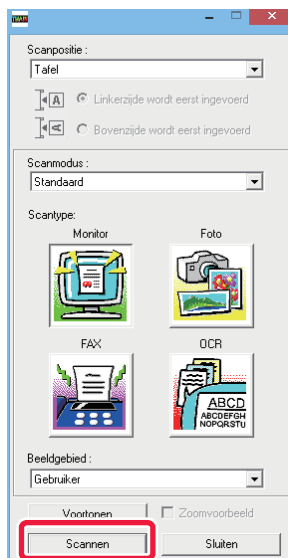 Scanpositie :
Tafel
A
Linkerzijde wordt eerst ingevoerd
A
Bovenzijde wordt eerst ingevoerd
Scanmodus :
Standaard
Scantype:
Monitor
Foto
FAX
OCR
ABCD
ABCDEFGH
NOPQRSTU
Beeldgebied :
Gebruiker
Voortonen
Zoomvoorbeeld
Scannen
Sluiten